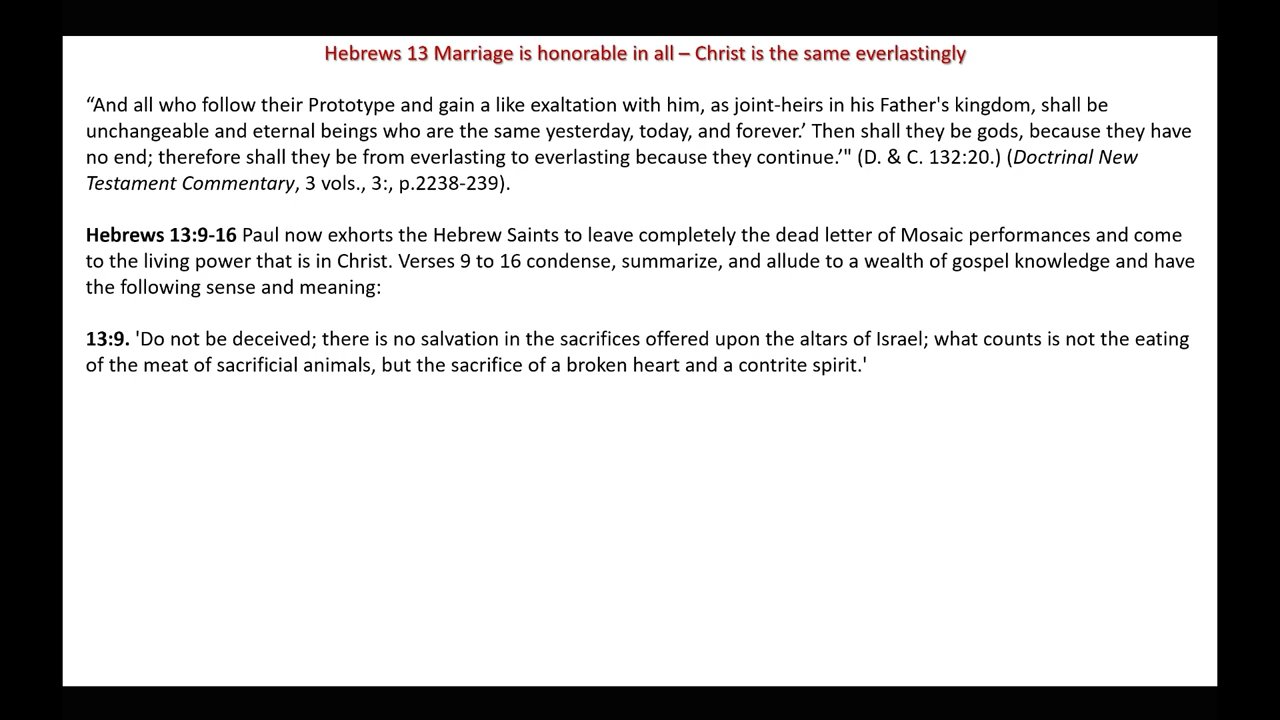 Hebrews 13 Marriage is honorable in all – Christ is the same everlastingly
“And all who follow their Prototype and gain a like exaltation with him, as joint-heirs in his Father's kingdom, shall be
unchangeable and eternal beings who are the same yesterday, today, and forever.’ Then shall they be gods, because they have
no end; therefore shall they be from everlasting to everlasting because they continue.’" (D. & C. 132:20.) (Doctrinal New
Testament Commentary, 3 vols., 3:, p.2238-239).
Hebrews 13:9-16 Paul now exhorts the Hebrew Saints to leave completely the dead letter of Mosaic performances and come
to the living power that is in Christ. Verses 9 to 16 condense, summarize, and allude to a wealth of gospel knowledge and have
the following sense and meaning:
13:9. 'Do not be deceived; there is no salvation in the sacrifices offered upon the altars of Israel; what counts is not the eating
of the meat of sacrificial animals, but the sacrifice of a broken heart and a contrite spirit.'